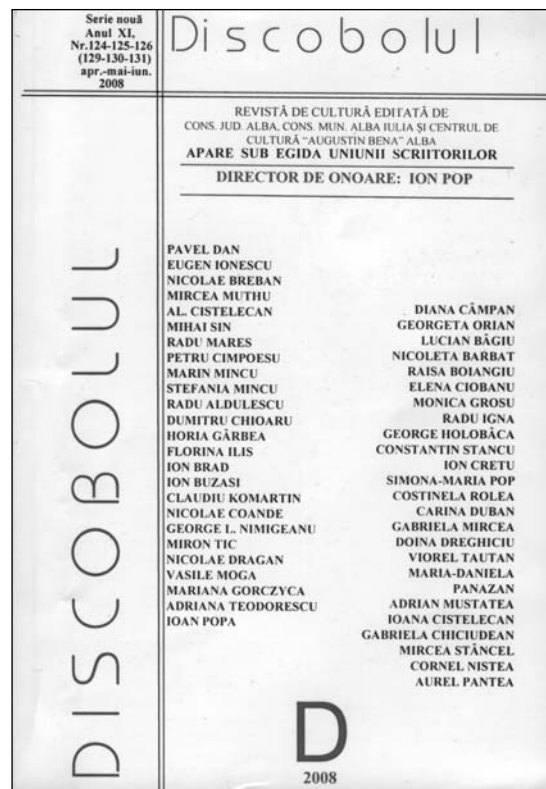 Serie nouă
Anul XI,
Nr.124-125-126
(129-130-131)
apr.-mai-iun.
2008
Discobolul
REVISTĂ DE CULTURĂ EDITATĂ DE
CONS. JUD. ALBA, CONS. MUN. ALBA IULIA ȘI CENTRUL DE
CULTURĂ "AUGUSTIN BENA" ALBA
APARE SUB EGIDA UNIUNII SCRIITORILOR
DIRECTOR DE ONOARE: ION POP
DISCOBOLUL
PAVEL DAN
EUGEN IONESCU
NICOLAE BREBAN
MIRCEA MUTHU
AL. CISTELECAN
MIHAI SIN
RADU MARES
PETRU CIMPOESU
MARIN MINCU
STEFANIA MINCU
RADU ALDULESCU
DUMITRU CHIOARU
HORIA GÂRBEA
FLORINA ILIS
ION BRAD
ION BUZASI
CLAUDIU KOMARTIN
NICOLAE COANDE
GEORGE L. NIMIGEANU
MIRON TIC
NICOLAE DRAGAN
VASILE MOGA
MARIANA GORCZYCA
ADRIANA TEODORESCU
IOAN POPA
DIANA CÂMPAN
GEORGETA ORIAN
LUCIAN BÂGIU
NICOLETA BARBAT
RAISA BOIANGIU
ELENA CIOBANU
MONICA GROSU
RADU IGNA
GEORGE HOLOBÂCA
CONSTANTIN STANCU
ION CRETU
SIMONA-MARIA POP
COSTINELA ROLEA
CARINA DUBAN
GABRIELA MIRCEA
DOINA DREGHICIU
VIOREL TAUTAN
MARIA-DANIELA
PANAZAN
ADRIAN MUSTATEA
IOANA CISTELECAN
GABRIELA CHICIUDEAN
MIRCEA STÂNCEL
CORNEL NISTEA
AUREL PANTEA
D
2008